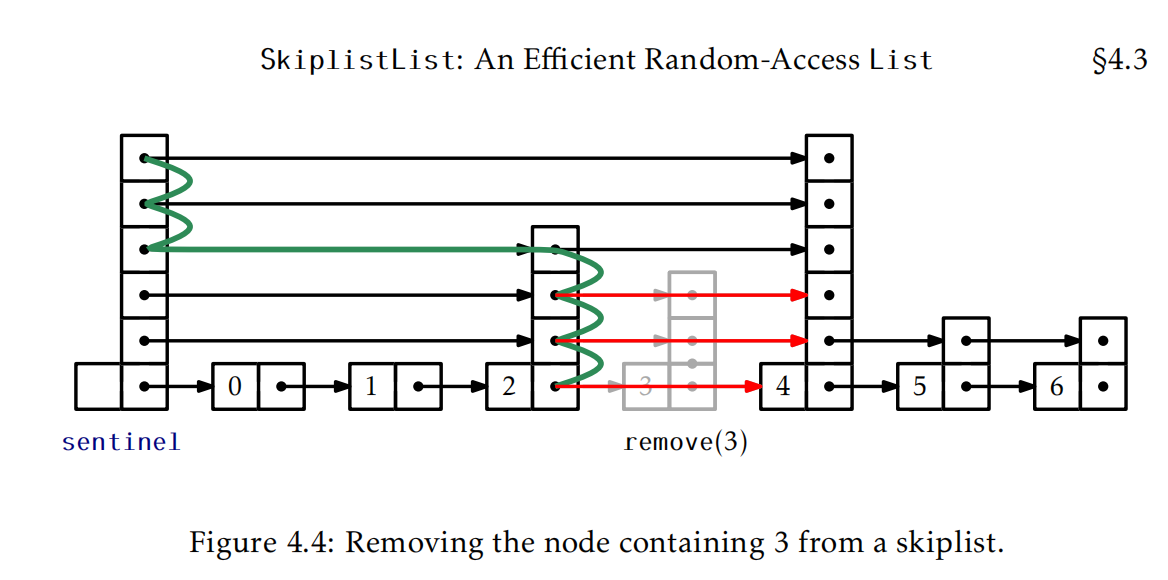 SkiplistList: An Efficient Random-Access List §4.3
0 1 2 3 4 5 6
sentinel remove(3)
Figure 4.4: Removing the node containing 3 from a skiplist.